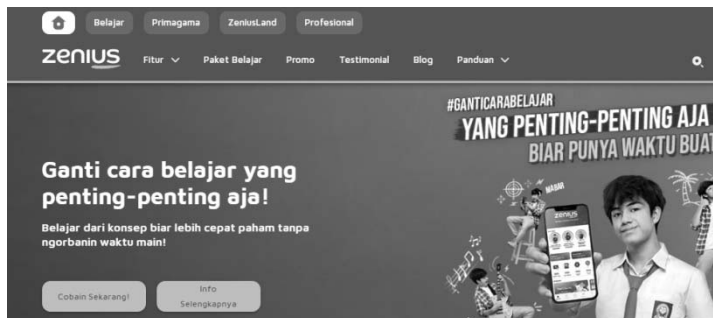 Belajar Primagama ZeniusLand Profesional
zenius Fitur Paket Belajar Promo Testimonial Blog Panduan
#GANTICARABELAJAR
YANG PENTING-PENTING AJA
BIAR PUNYA WAKTU BUAT
Ganti cara belajar yang
penting-penting aja!
Belajar dari konsep biar lebih cepat paham tanpa
ngorbanin waktu main!
MABAR
zenius
Cobain Sekarang!
Info
Selengkapnya